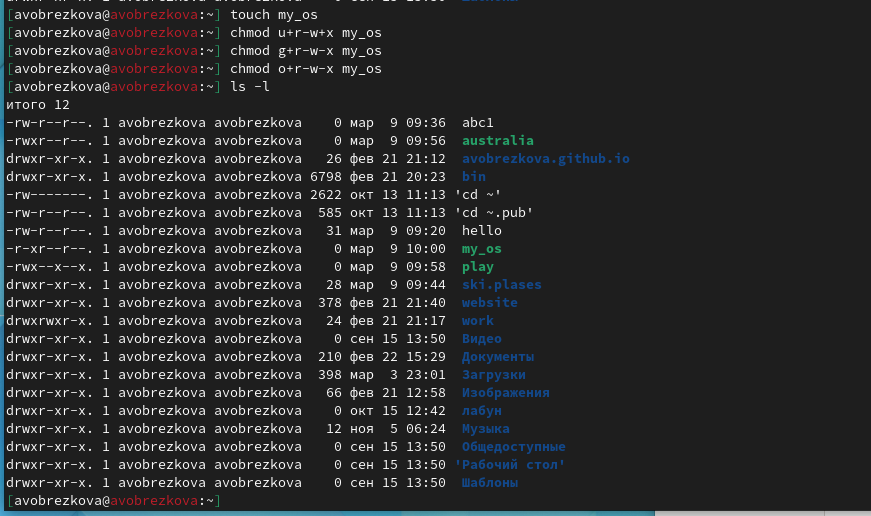 [avobrezkova@avobrezkova:~] touch my_os
[avobrezkova@avobrezkova:~] chmod u+r-w+x my_os
[avobrezkova@avobrezkova:~] chmod g+r-w-x my_os
[avobrezkova@avobrezkova:~] chmod o+r-w-x my_os
[avobrezkova@avobrezkova:~] ls -l
итого 12
-rw-r--r--. 1 avobrezkova avobrezkova    0 мар  9 09:36  abc1
-rwxr--r--. 1 avobrezkova avobrezkova    0 мар  9 09:56  australia
drwxr-xr-x. 1 avobrezkova avobrezkova   26 фев 21 21:12  avobrezkova.github.io
drwxr-xr-x. 1 avobrezkova avobrezkova 6798 фев 21 20:23  bin
-rw-------. 1 avobrezkova avobrezkova 2622 окт 13 11:13 'cd ~'
-rw-r--r--. 1 avobrezkova avobrezkova  585 окт 13 11:13 'cd ~.pub'
-rw-r--r--. 1 avobrezkova avobrezkova   31 мар  9 09:20  hello
-r-xr--r--. 1 avobrezkova avobrezkova    0 мар  9 10:00  my_os
-rwx--x--x. 1 avobrezkova avobrezkova    0 мар  9 09:58  play
drwxr-xr-x. 1 avobrezkova avobrezkova   28 мар  9 09:44  ski.plases
drwxr-xr-x. 1 avobrezkova avobrezkova  378 фев 21 21:40  website
drwxrwxr-x. 1 avobrezkova avobrezkova   24 фев 21 21:17  work
drwxr-xr-x. 1 avobrezkova avobrezkova    0 сен 15 13:50  Видео
drwxr-xr-x. 1 avobrezkova avobrezkova  210 фев 22 15:29  Документы
drwxr-xr-x. 1 avobrezkova avobrezkova  398 мар  3 23:01  Загрузки
drwxr-xr-x. 1 avobrezkova avobrezkova   66 фев 21 12:58  Изображения
drwxr-xr-x. 1 avobrezkova avobrezkova    0 окт 15 12:42  лабун
drwxr-xr-x. 1 avobrezkova avobrezkova   12 ноя  5 06:24  Музыка
drwxr-xr-x. 1 avobrezkova avobrezkova    0 сен 15 13:50  Общедоступные
drwxr-xr-x. 1 avobrezkova avobrezkova    0 сен 15 13:50 'Рабочий стол'
drwxr-xr-x. 1 avobrezkova avobrezkova    0 сен 15 13:50  Шаблоны
[avobrezkova@avobrezkova:~]